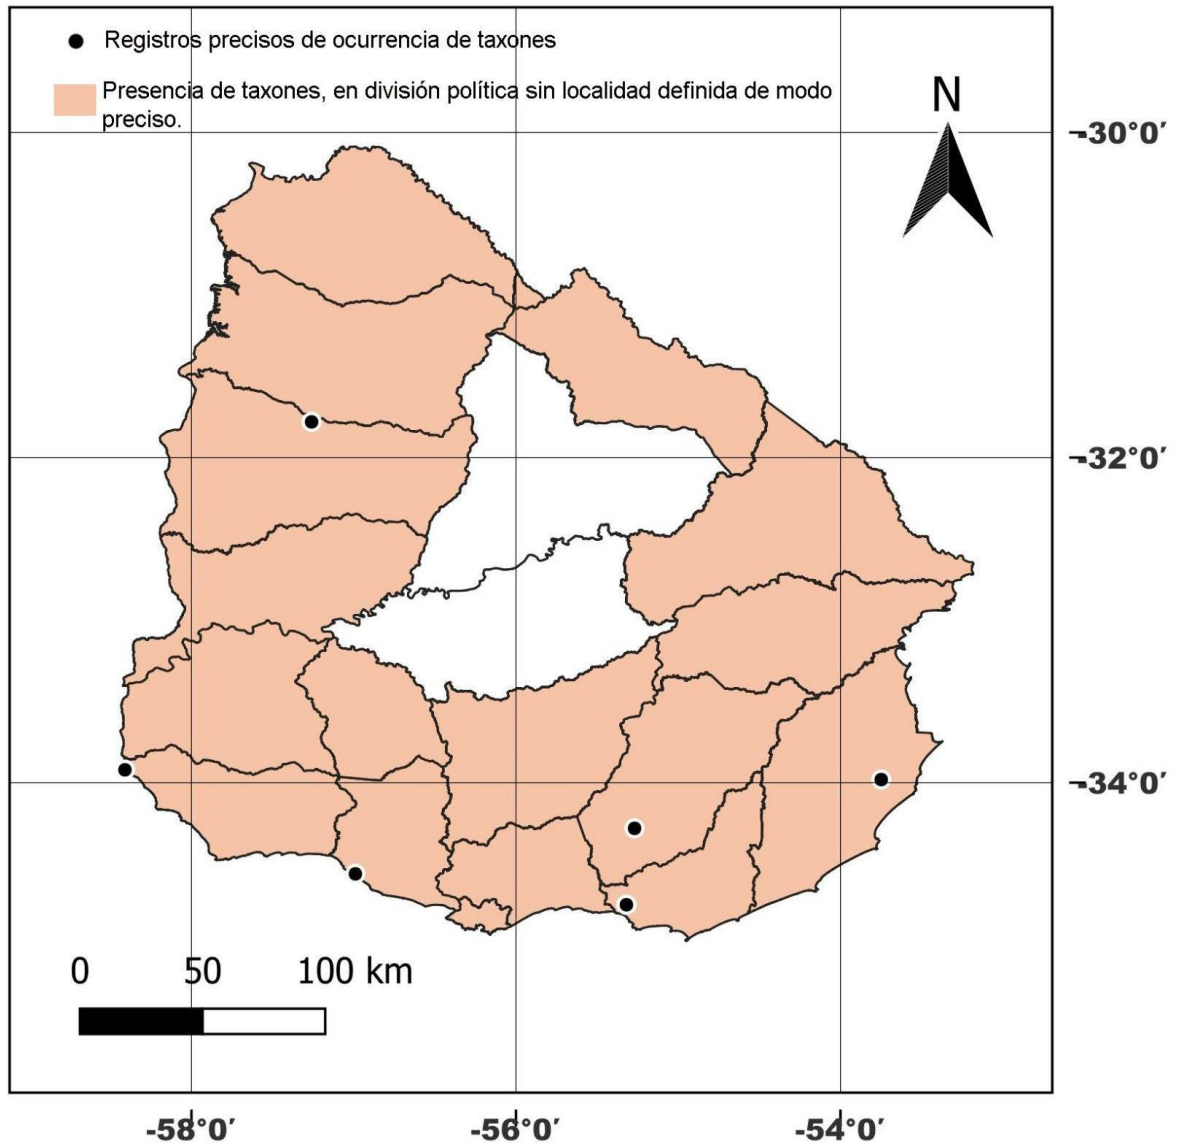 Registros precisos de ocurrencia de taxones
Presencia de taxones, en división política sin localidad definida de modo
preciso.
N
-30°0′
-32°0′
-34°0′
0 50 100 km
-58°0′ -56°0′ -54°0′